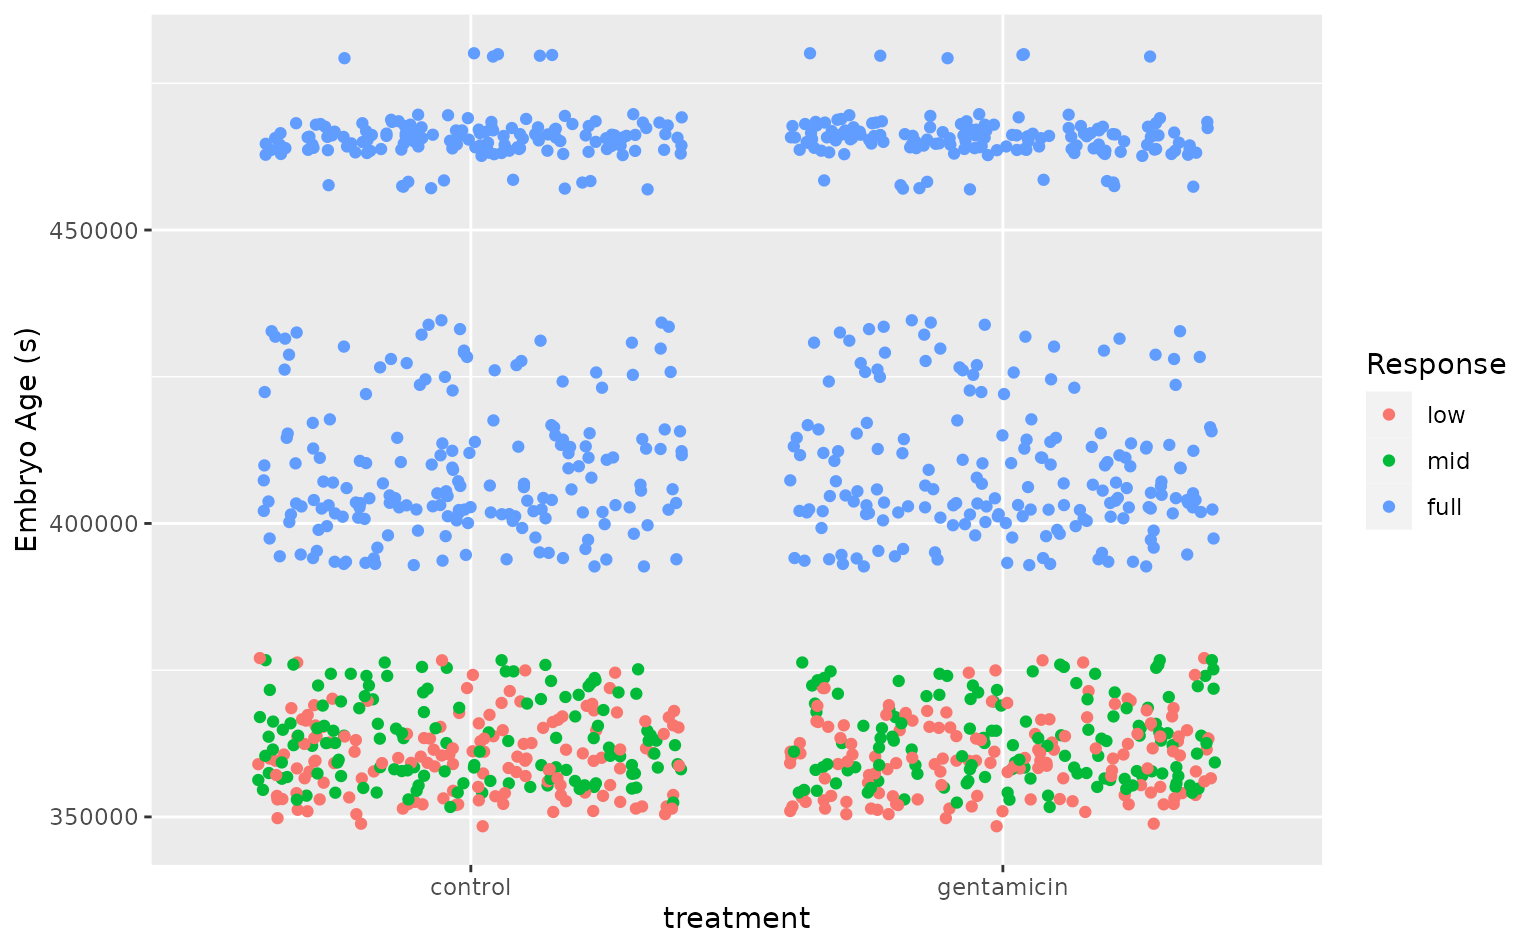 450000
400000
350000
Embryo Age (s)
control
gentamicin
treatment
Response
low
mid
full